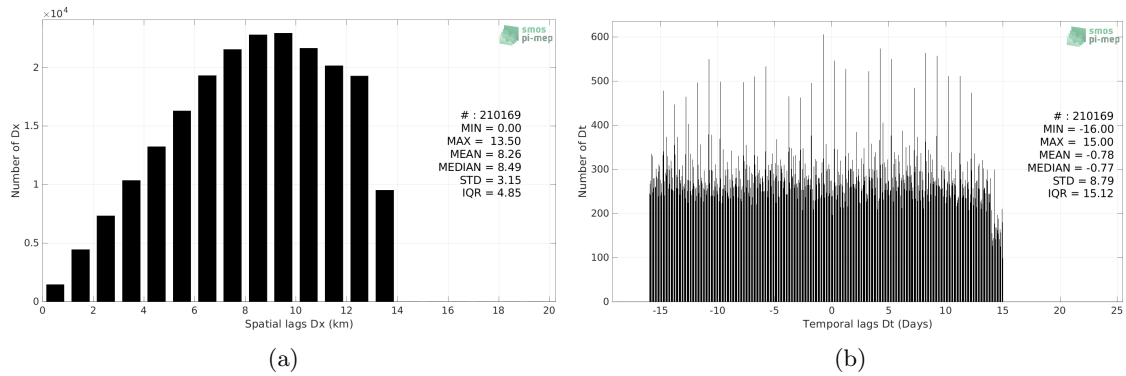 ×10⁴
2
1.5
1
0.5
0
Number of Dx
0 2 4 6 8 10 12 14 16 18 20
Spatial lags Dx (km)
smos
pi-mep
# : 210169
MIN = 0.00
MAX = 13.50
MEAN = 8.26
MEDIAN = 8.49
STD = 3.15
IQR = 4.85
(a)
600
500
400
300
200
100
0
Number of Dt
-15 -10 -5 0 5 10 15 20 25
Temporal lags Dt (Days)
smos
pi-mep
# : 210169
MIN = -16.00
MAX = 15.00
MEAN = -0.78
MEDIAN = -0.77
STD = 8.79
IQR = 15.12
(b)